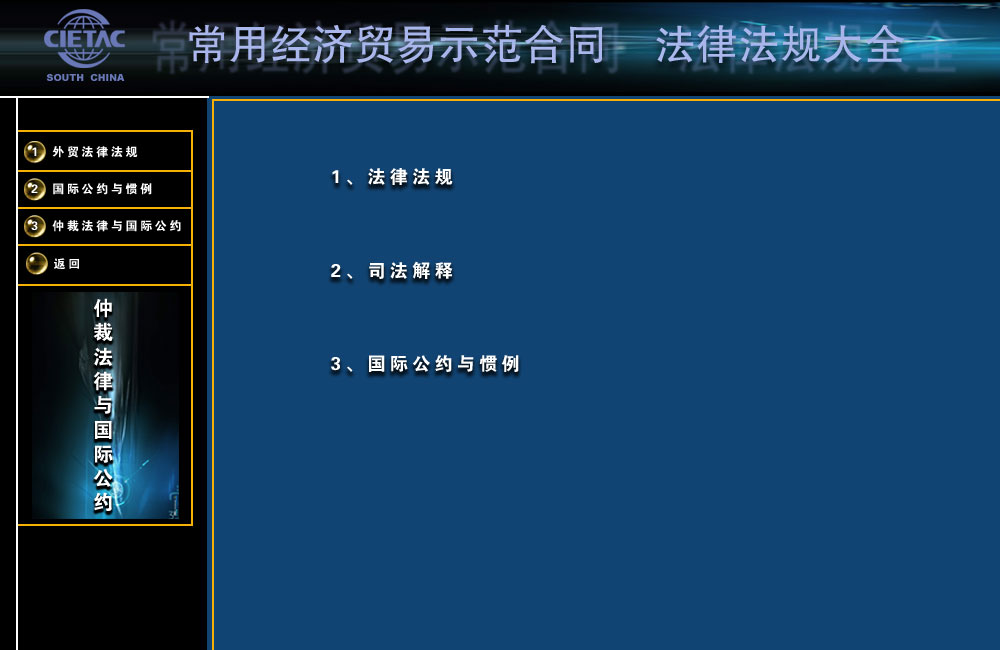 CIETAC
SOUTH CHINA
常用经济贸易示范合同 法律法规大全
1 外贸法律法规
2 国际公约与惯例
3 仲裁法律与国际公约
返回
仲裁法律与国际公约
1、法律法规
2、司法解释
3、国际公约与惯例